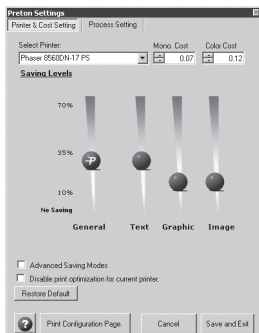 Preton Settings
Printer & Cost Setting Process Setting
Select Printer: Mono. Cost Color Cost
Phaser 8560DN-17 PS 0.07 0.12
Saving Levels
70%
35%
10%
No Saving
General Text Graphic Image
Advanced Saving Modes
Disable print optimization for current printer.
Restore Default
? Print Configuration Page. Cancel Save and Exit